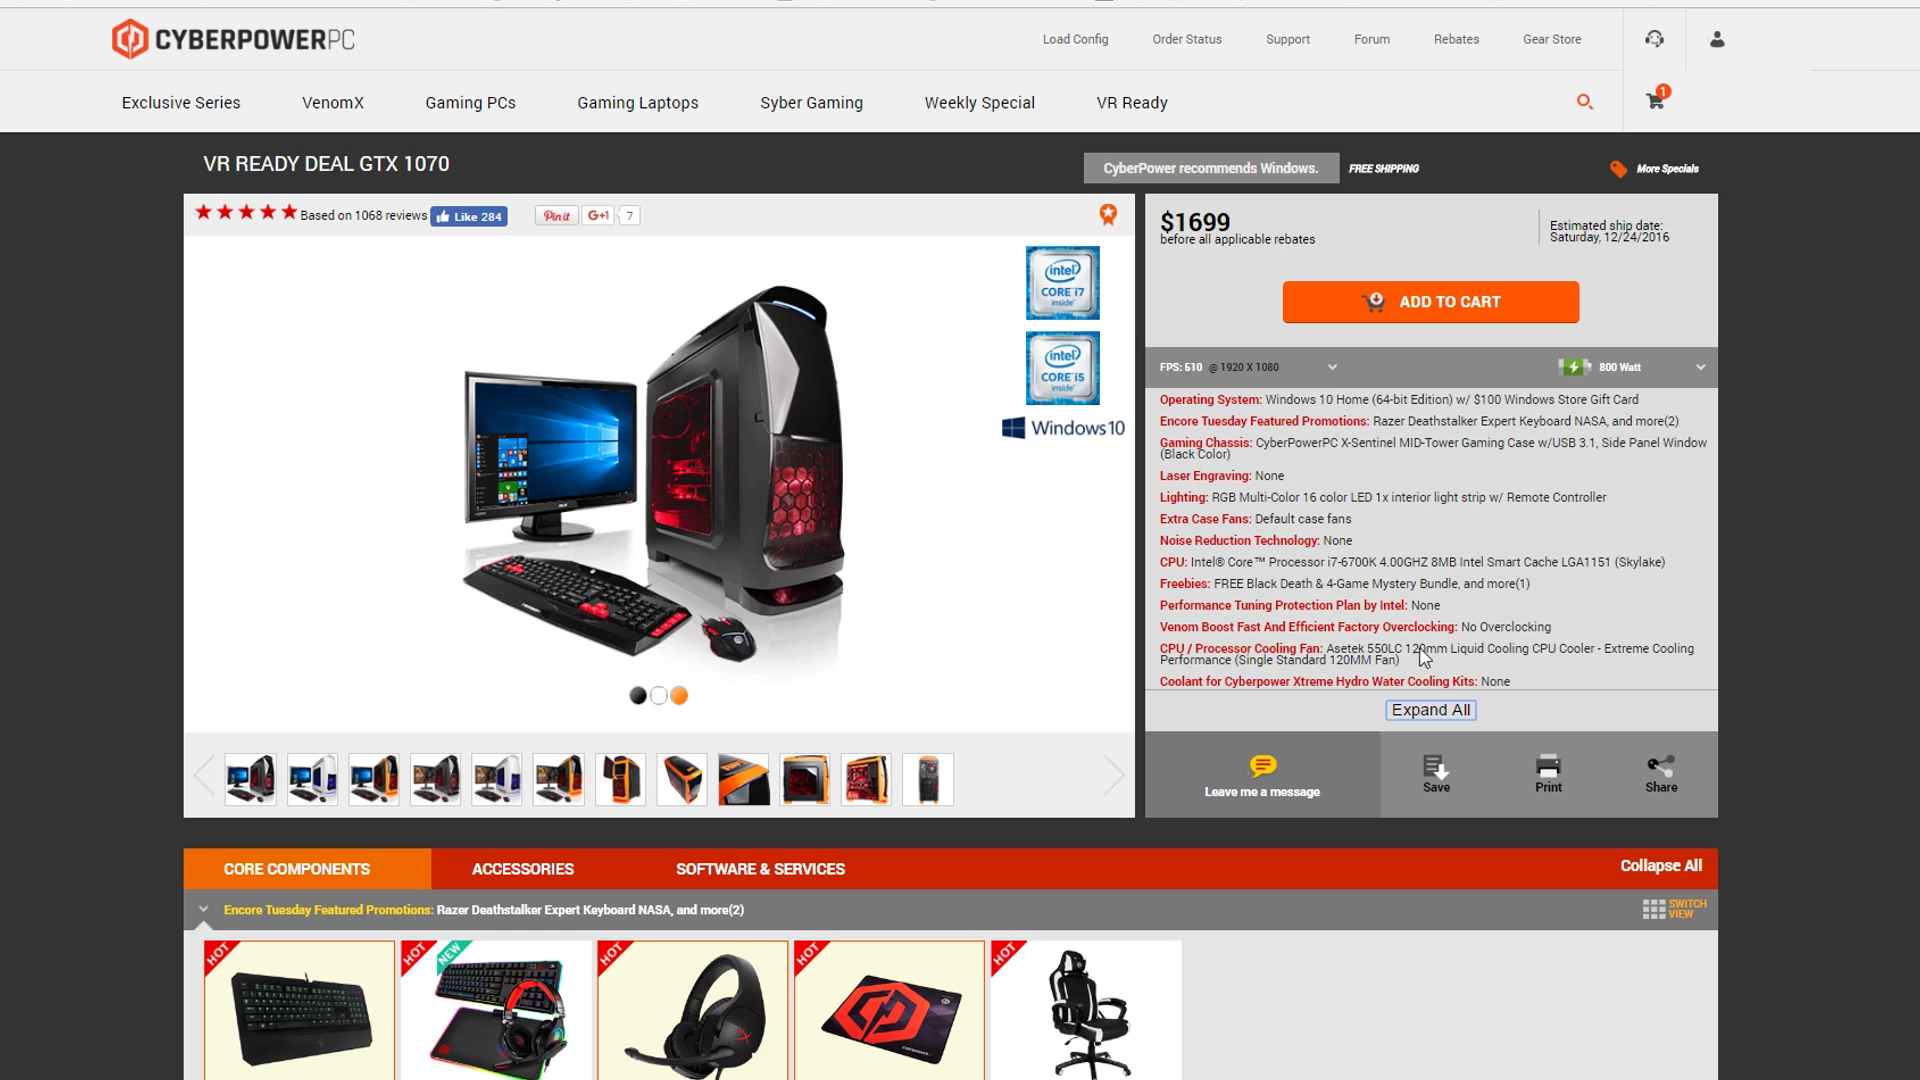 CYBERPOWERPC
Load Config Order Status Support Forum Rebates Gear Store
Exclusive Series VenomX Gaming PCs Gaming Laptops Syber Gaming Weekly Special VR Ready
1
VR READY DEAL GTX 1070
CyberPower recommends Windows. FREE SHIPPING More Specials
Based on 1068 reviews Like 284 Pin it G+1 7
intel
CORE i7
inside
intel
CORE i5
inside
Windows 10
$1699
before all applicable rebates
Estimated ship date:
Saturday, 12/24/2016
ADD TO CART
FPS: 510 @ 1920 X 1080 800 Watt
Operating System: Windows 10 Home (64-bit Edition) w/ $100 Windows Store Gift Card
Encore Tuesday Featured Promotions: Razer Deathstalker Expert Keyboard NASA, and more(2)
Gaming Chassis: CyberPowerPC X-Sentinel MID-Tower Gaming Case w/USB 3.1, Side Panel Window
(Black Color)
Laser Engraving: None
Lighting: RGB Multi-Color 16 color LED 1x interior light strip w/ Remote Controller
Extra Case Fans: Default case fans
Noise Reduction Technology: None
CPU: Intel® Core™ Processor i7-6700K 4.00GHZ 8MB Intel Smart Cache LGA1151 (Skylake)
Freebies: FREE Black Death & 4-Game Mystery Bundle, and more(1)
Performance Tuning Protection Plan by Intel: None
Venom Boost Fast And Efficient Factory Overclocking: No Overclocking
CPU / Processor Cooling Fan: Asetek 550LC 120mm Liquid Cooling CPU Cooler - Extreme Cooling
Performance (Single Standard 120MM Fan)
Coolant for Cyberpower Xtreme Hydro Water Cooling Kits: None
Expand All
Leave me a message Save Print Share
CORE COMPONENTS ACCESSORIES SOFTWARE & SERVICES Collapse All
Encore Tuesday Featured Promotions: Razer Deathstalker Expert Keyboard NASA, and more(2)
SWITCH
VIEW
HOT HOT NEW HOT HOT HOT